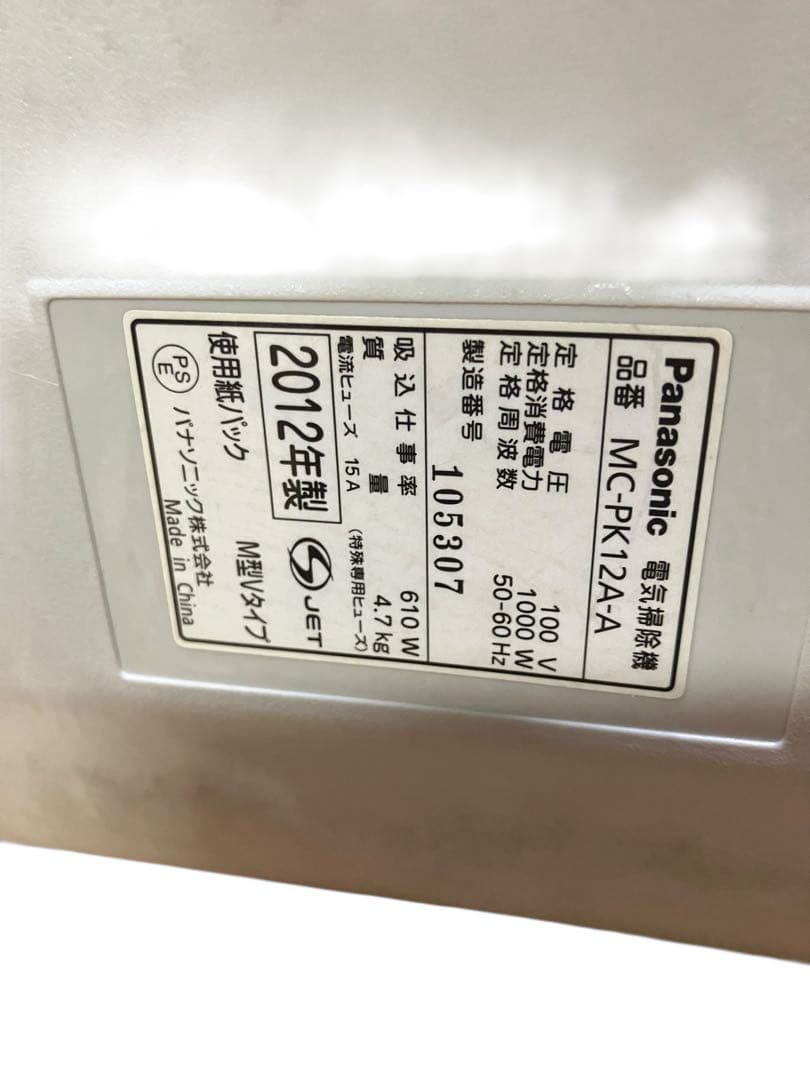 Panasonic 電気掃除機
品番 MC-PK12A-A
定格電圧 100 V
定格消費電力 1000 W
定格周波数 50-60 Hz
製造番号 105307
吸込仕事率 610 W
質量 4.7 kg
電流ヒューズ 15 A (特殊専用ヒューズ)
2012年製 S JET
使用紙パック M型Vタイプ
PS E パナソニック株式会社
Made in China